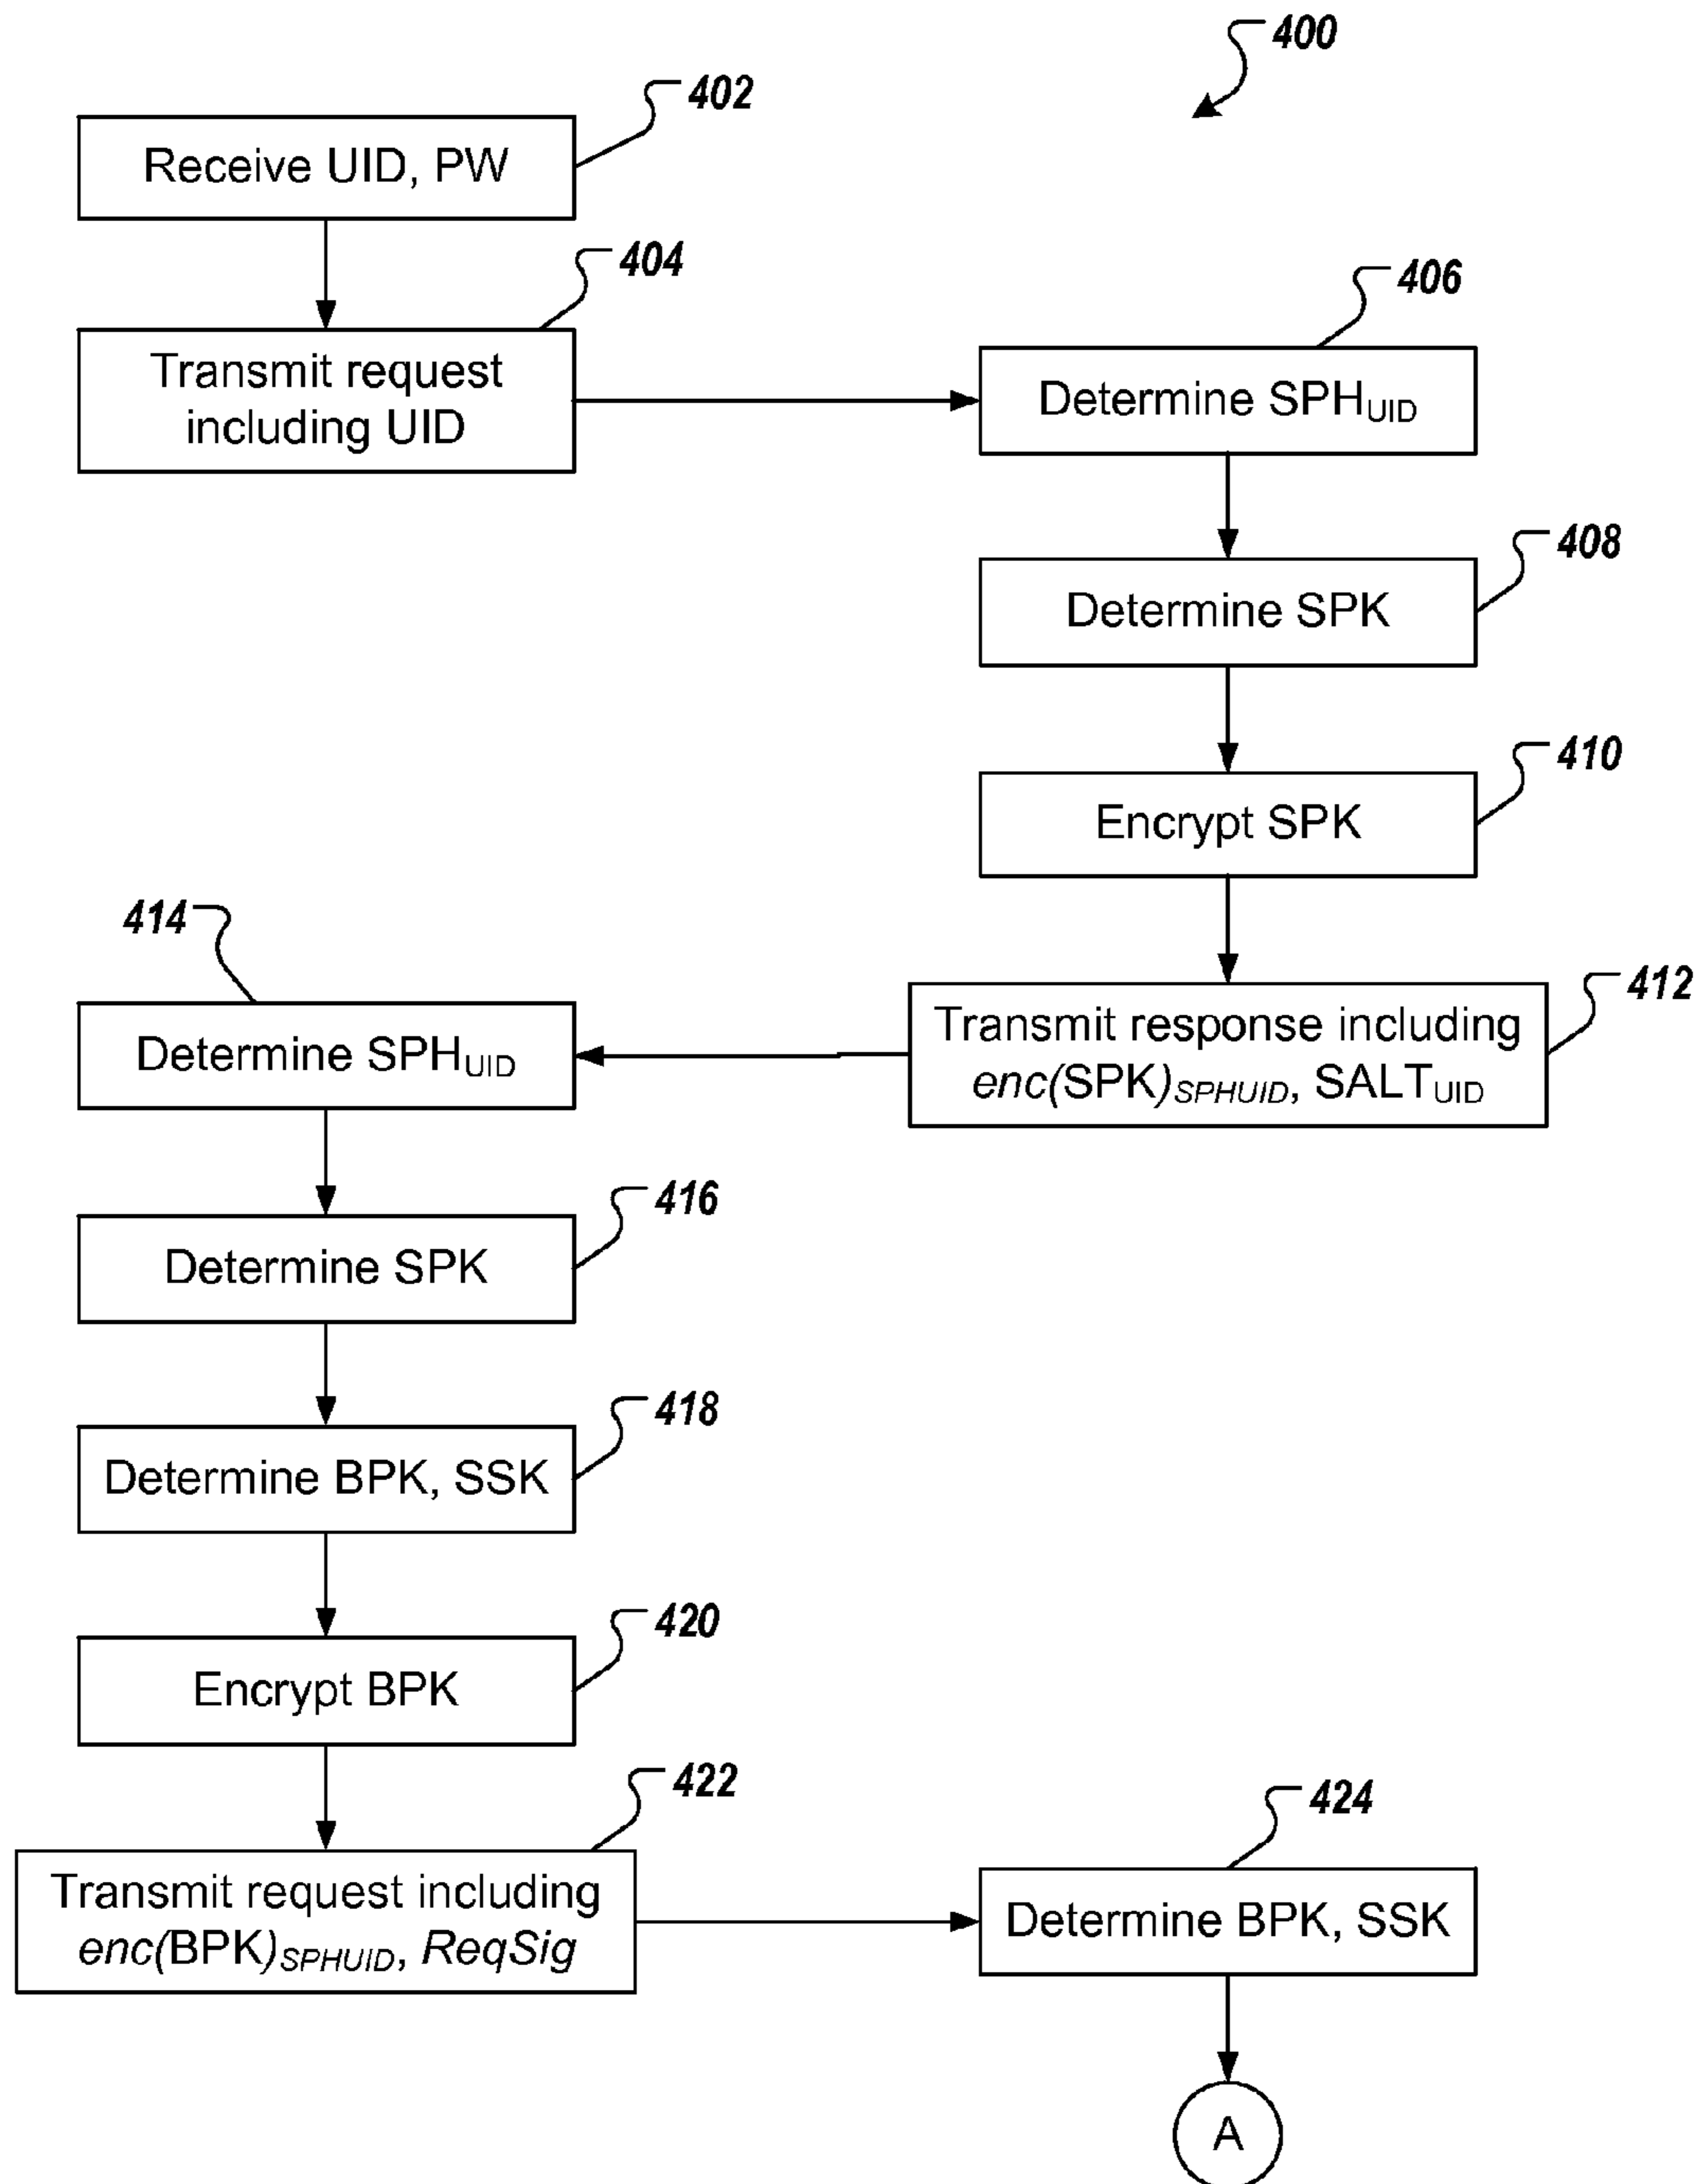 400
402
Receive UID, PW
404
Transmit request
including UID
406
Determine SPHUID
408
Determine SPK
410
Encrypt SPK
412
Transmit response including
enc(SPK)SPHUID, SALTUID
414
Determine SPHUID
416
Determine SPK
418
Determine BPK, SSK
420
Encrypt BPK
422
Transmit request including
enc(BPK)SPHUID, ReqSig
424
Determine BPK, SSK
A